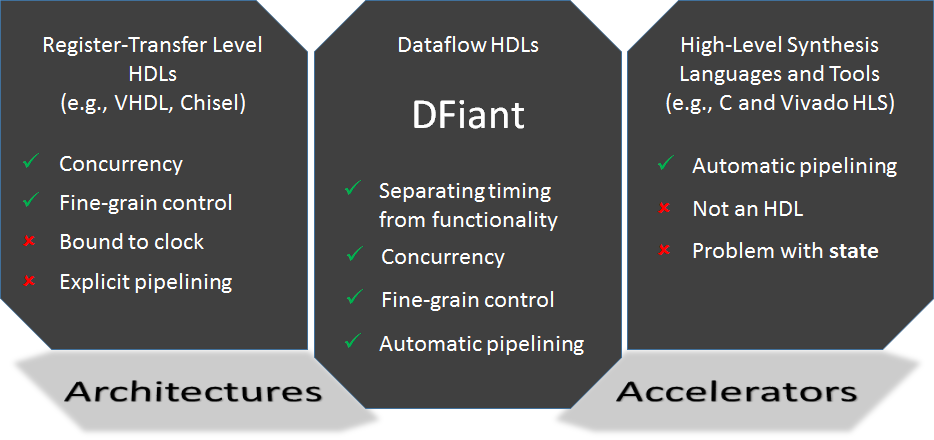 Register-Transfer Level
HDLs
(e.g., VHDL, Chisel)
Concurrency
Fine-grain control
Bound to clock
Explicit pipelining
Dataflow HDLs
DFiant
Separating timing
from functionality
Concurrency
Fine-grain control
Automatic pipelining
High-Level Synthesis
Languages and Tools
(e.g., C and Vivado HLS)
Automatic pipelining
Not an HDL
Problem with state
Architectures
Accelerators